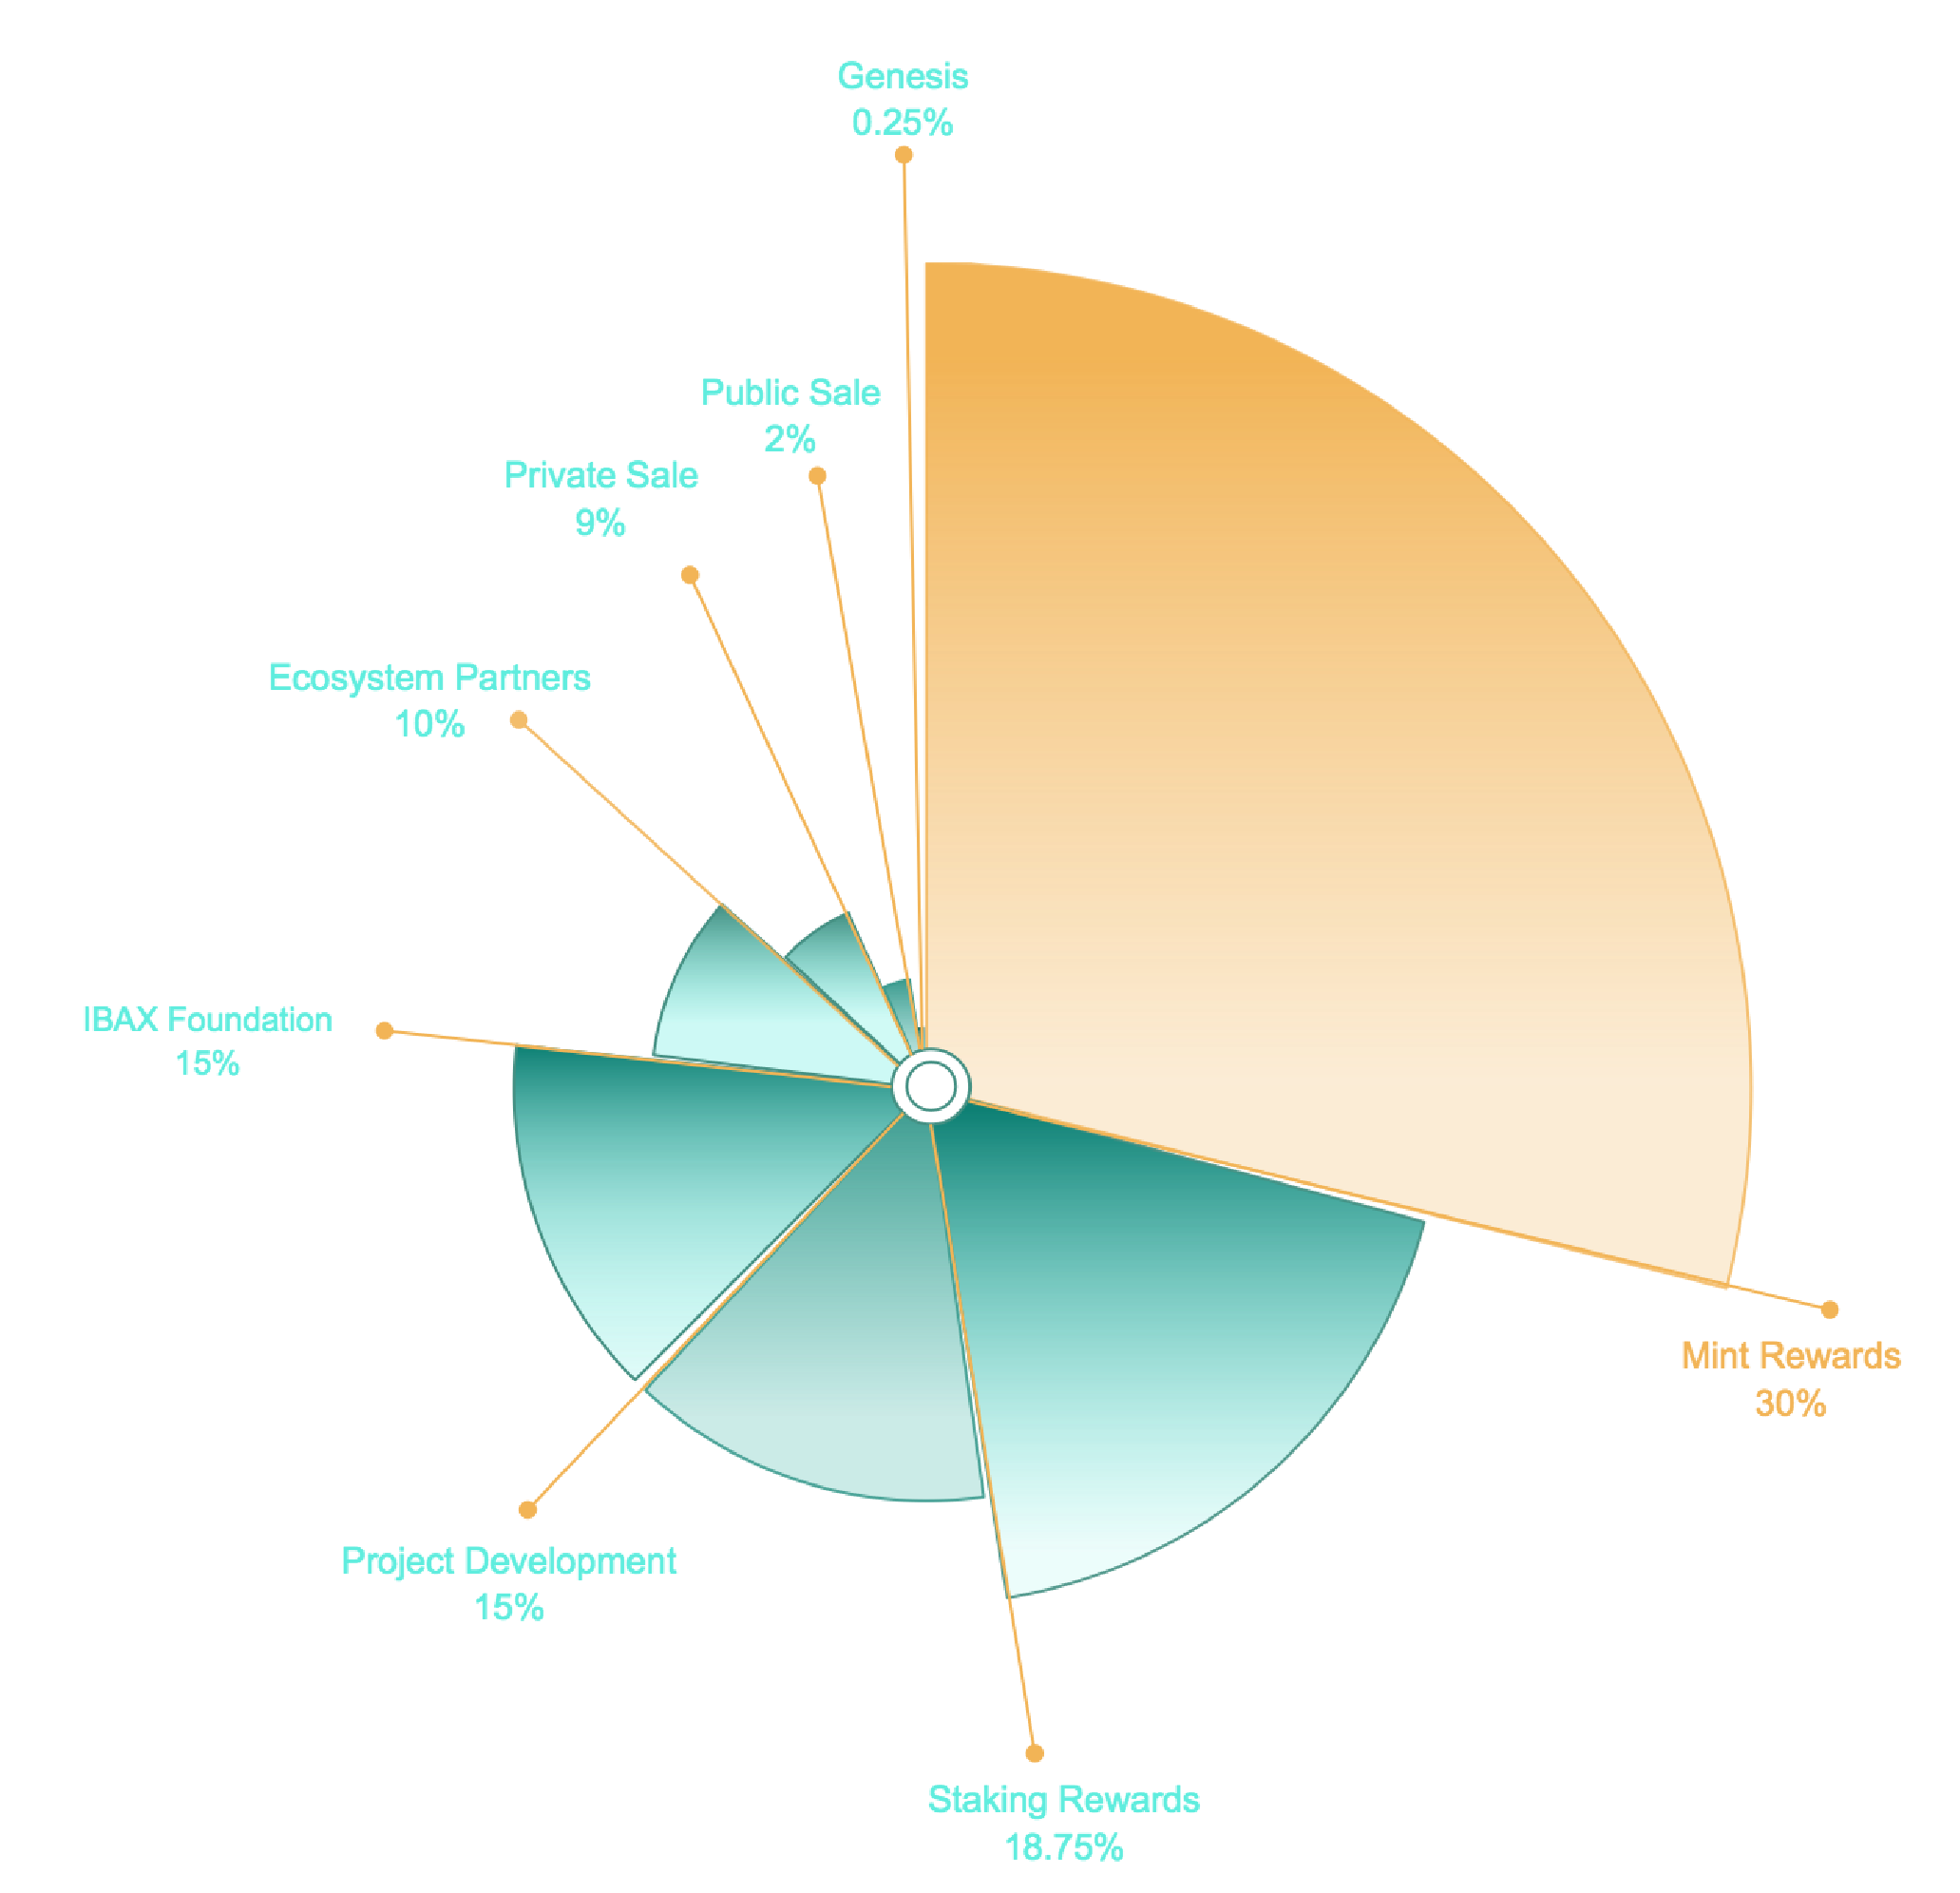 Genesis
0.25%
Public Sale
2%
Private Sale
9%
Ecosystem Partners
10%
IBAX Foundation
15%
Mint Rewards
30%
Project Development
15%
Staking Rewards
18.75%